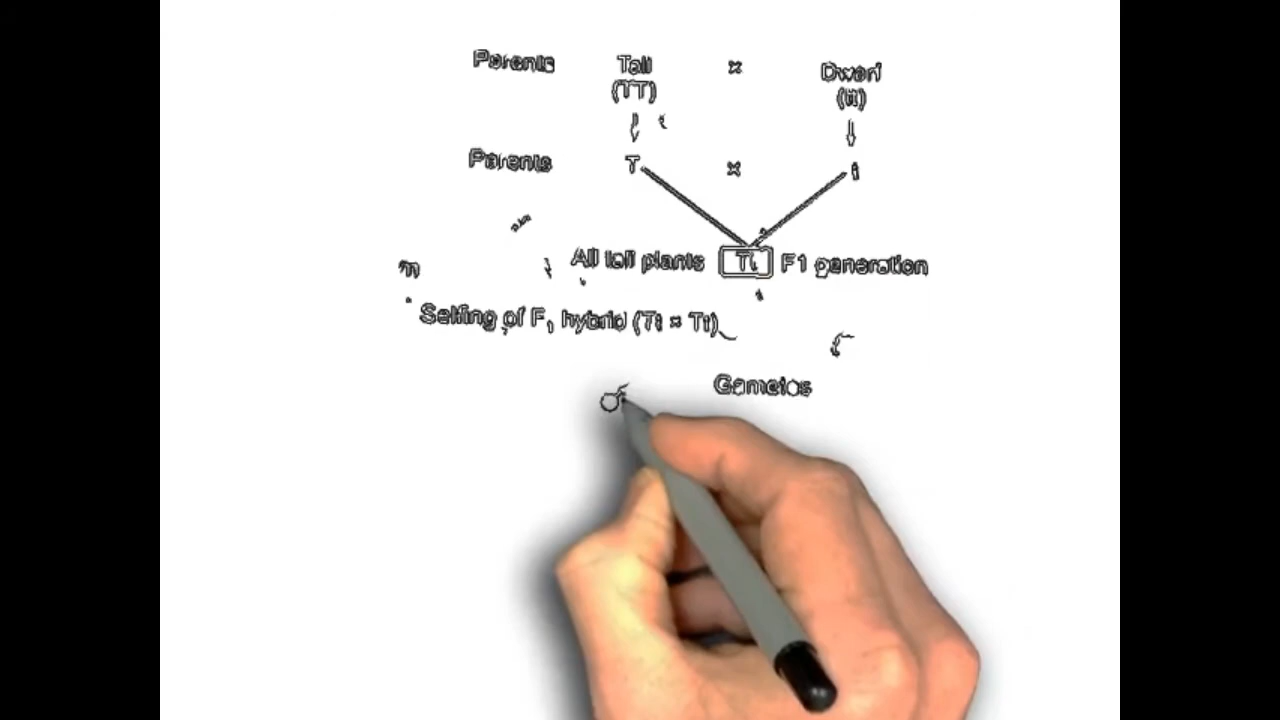 Parents Tall × Dwarf
(TT) (tt)
Parents T × t
All tall plants Tt F1 generation
Selfing of F1 hybrid (Tt × Tt)
♂ Gametes